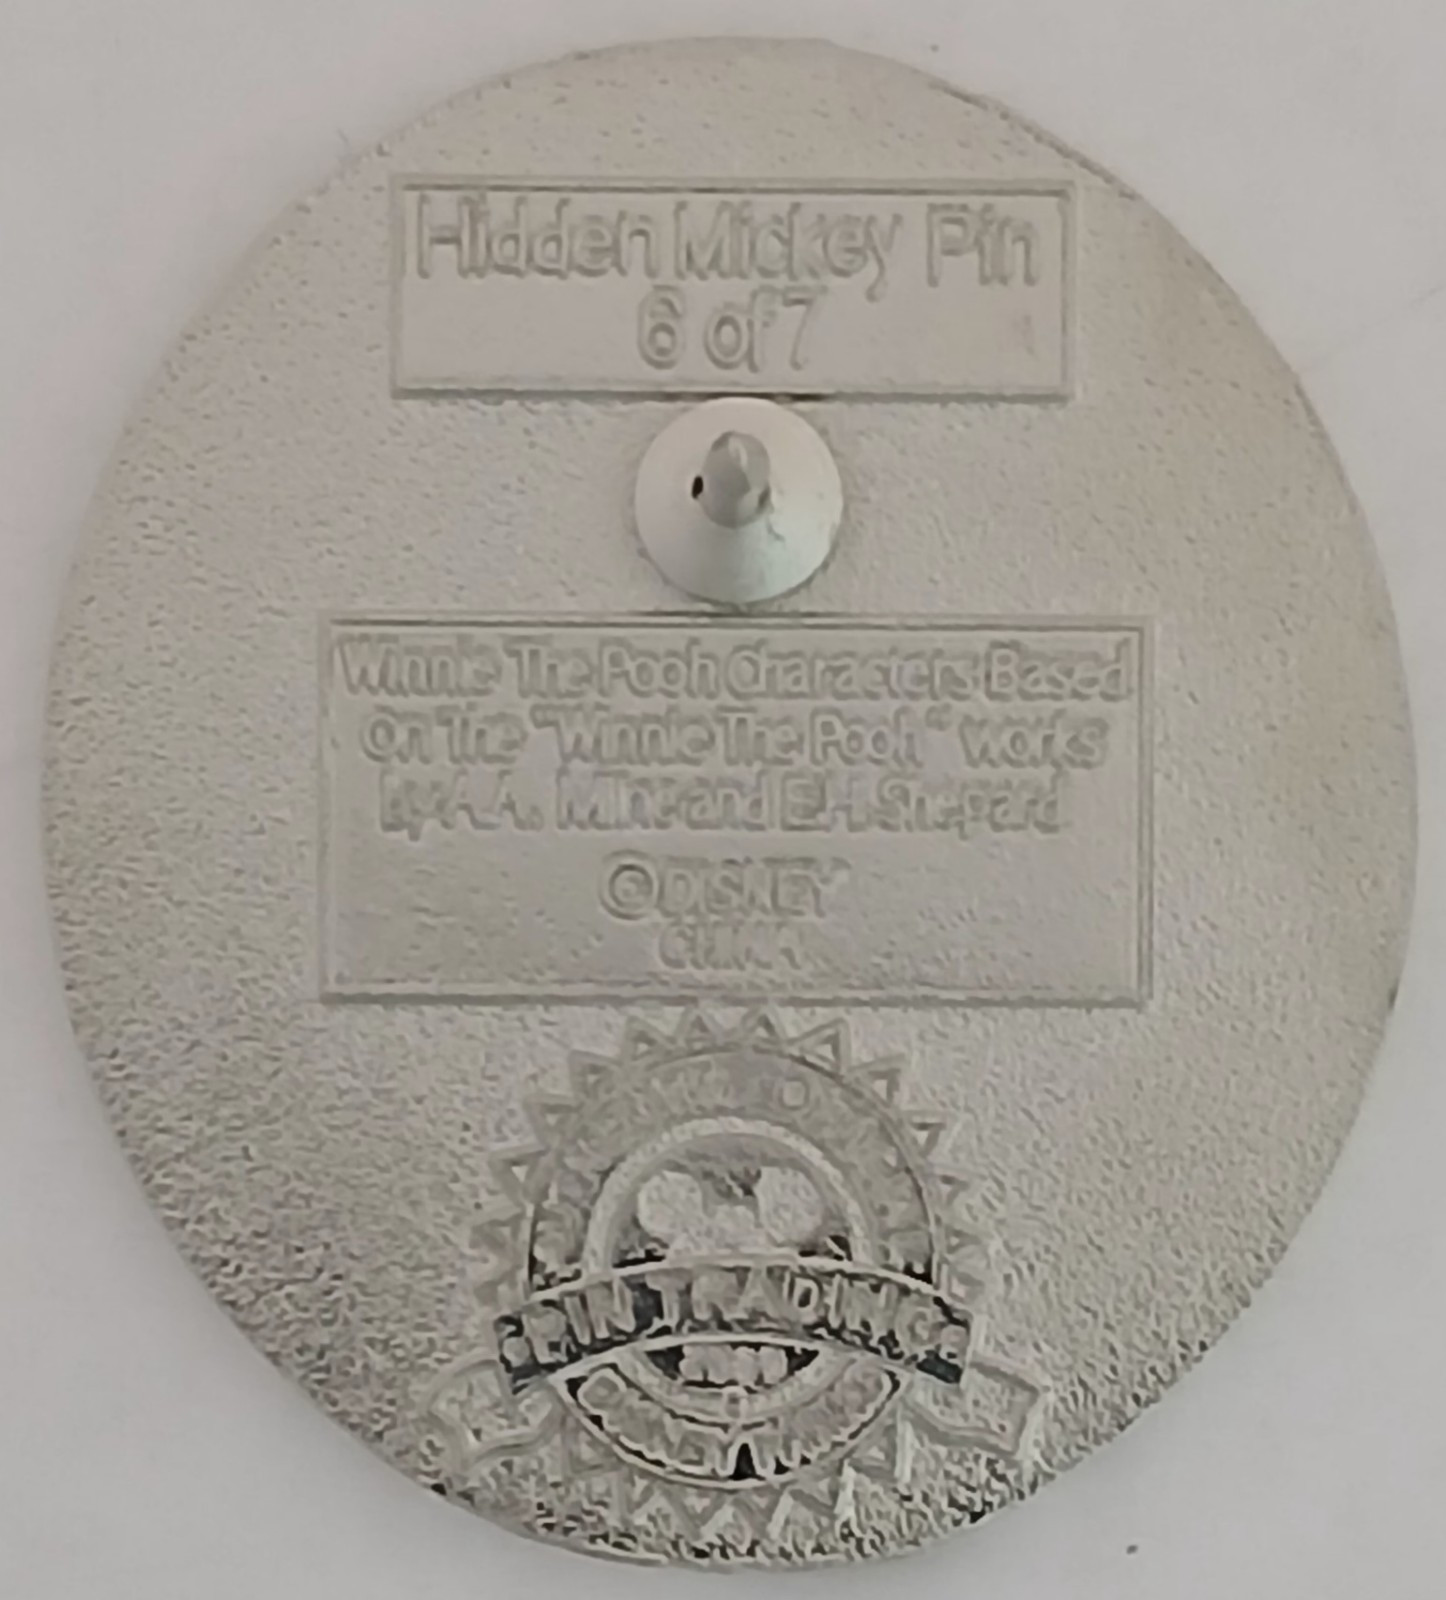 Hidden Mickey Pin
6 of 7
Winnie The Pooh Characters Based
on The "Winnie The Pooh" works
by A.A. Milne and E.H. Shepard
©DISNEY
CHINA
PIN TRADING